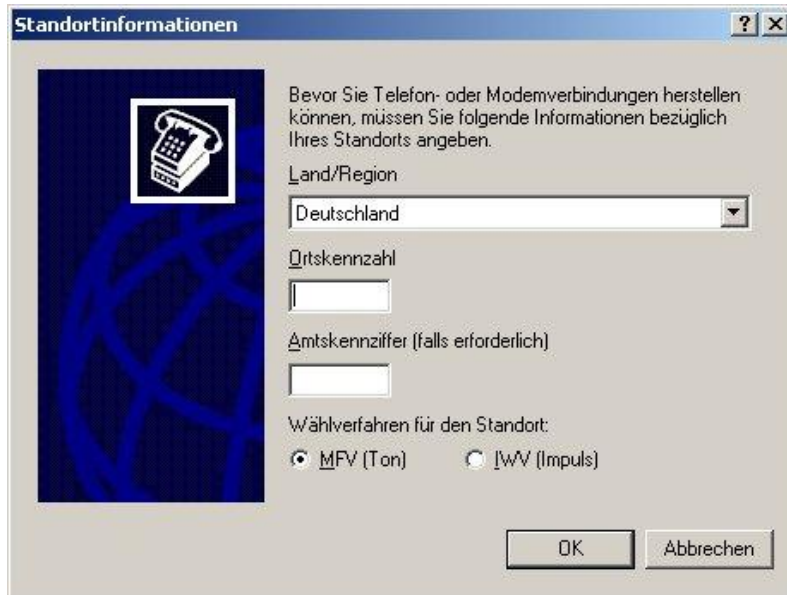 Standortinformationen
Bevor Sie Telefon- oder Modemverbindungen herstellen
können, müssen Sie folgende Informationen bezüglich
Ihres Standorts angeben.
Land/Region
Deutschland
Ortskennzahl
Amtskennziffer (falls erforderlich)
Wählverfahren für den Standort:
MFV (Ton) IWV (Impuls)
OK Abbrechen